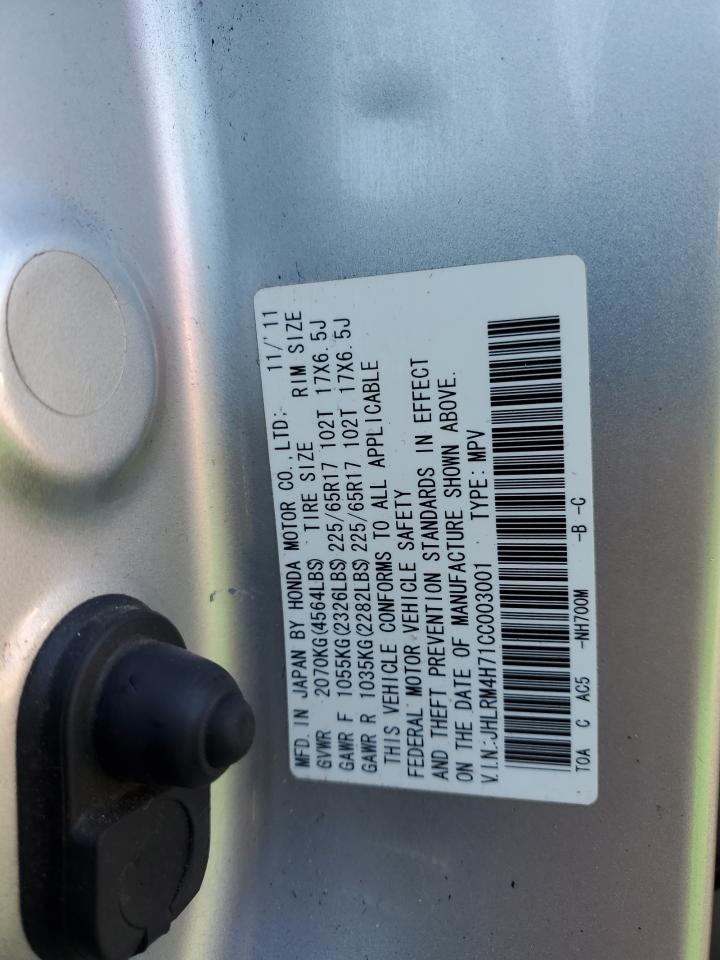 MFD. IN JAPAN BY HONDA MOTOR CO., LTD. 11/'11
GVWR 2070KG(4564LBS) TIRE SIZE RIM SIZE
GAWR F 1055KG(2326LBS) 225/65R17 102T 17X6.5J
GAWR R 1035KG(2282LBS) 225/65R17 102T 17X6.5J
THIS VEHICLE CONFORMS TO ALL APPLICABLE
FEDERAL MOTOR VEHICLE SAFETY
AND THEFT PREVENTION STANDARDS IN EFFECT
ON THE DATE OF MANUFACTURE SHOWN ABOVE.
V.I.N.:JHLRM4H71CC003001 TYPE: MPV
T0A C AC5 -NH700M -B -C